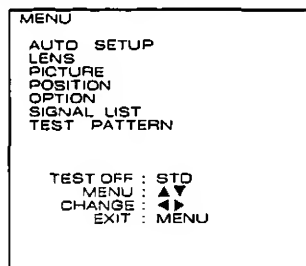 MENU
AUTO SETUP
LENS
PICTURE
POSITION
OPTION
SIGNAL LIST
TEST PATTERN
TEST OFF : STD
MENU : ▲▼
CHANGE : ◀▶
EXIT : MENU